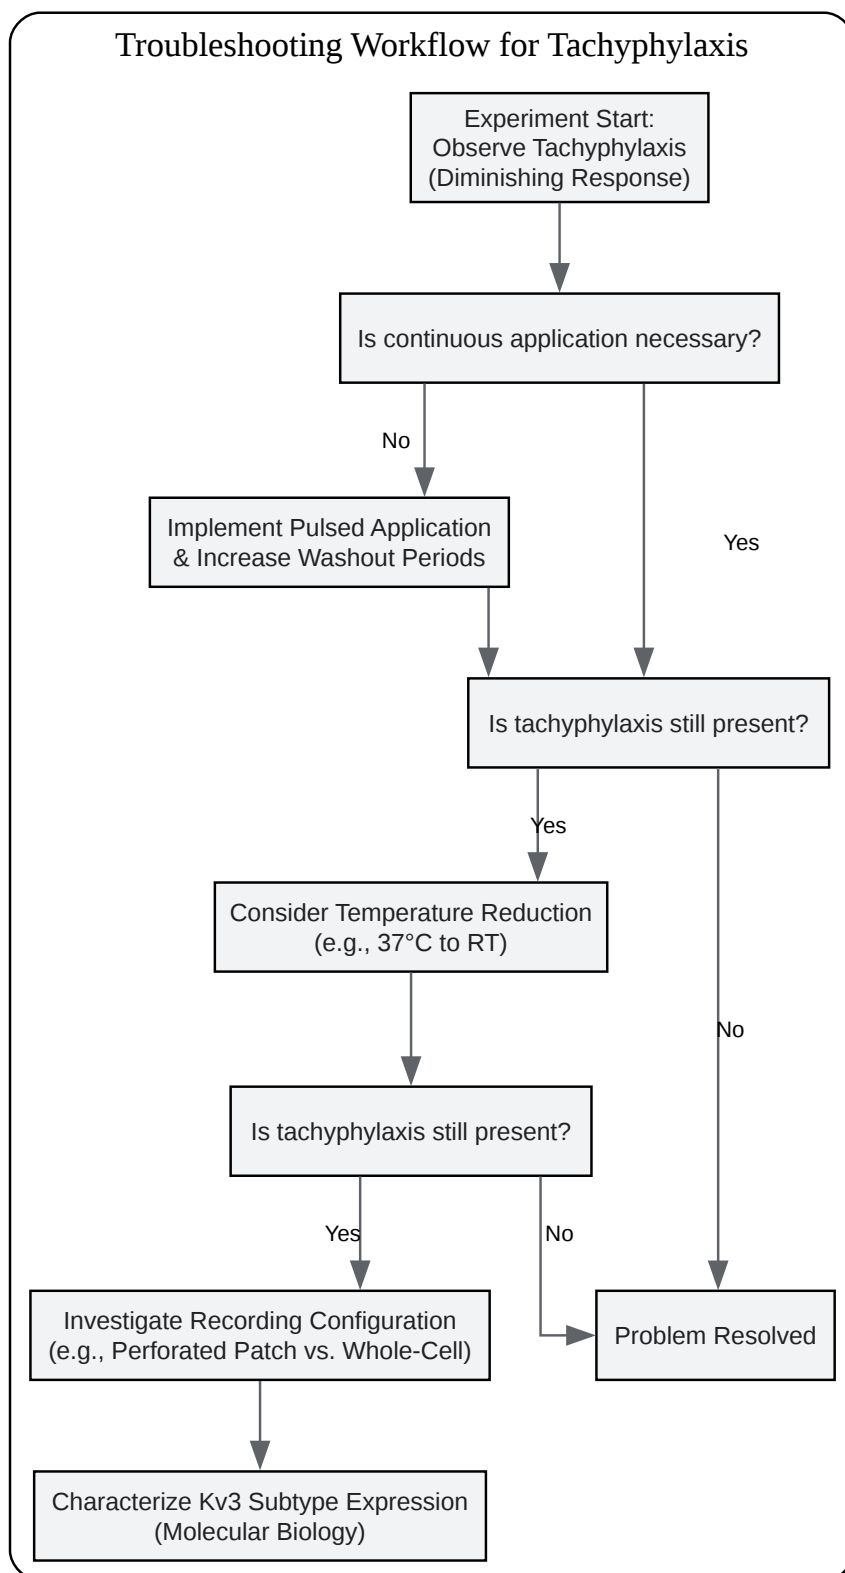 Troubleshooting Workflow for Tachyphylaxis
Experiment Start:
Observe Tachyphylaxis
(Diminishing Response)
Is continuous application necessary?
No
Implement Pulsed Application
& Increase Washout Periods
Yes
Is tachyphylaxis still present?
Yes
Consider Temperature Reduction
(e.g., 37°C to RT)
No
Is tachyphylaxis still present?
Yes
No
Investigate Recording Configuration
(e.g., Perforated Patch vs. Whole-Cell)
Problem Resolved
Characterize Kv3 Subtype Expression
(Molecular Biology)